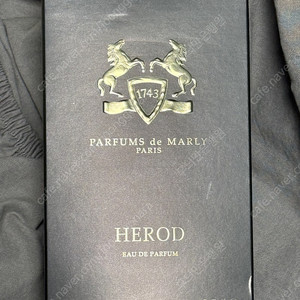 1743
PARFUMS de MARLY
PARIS
HEROD
EAU DE PARFUM